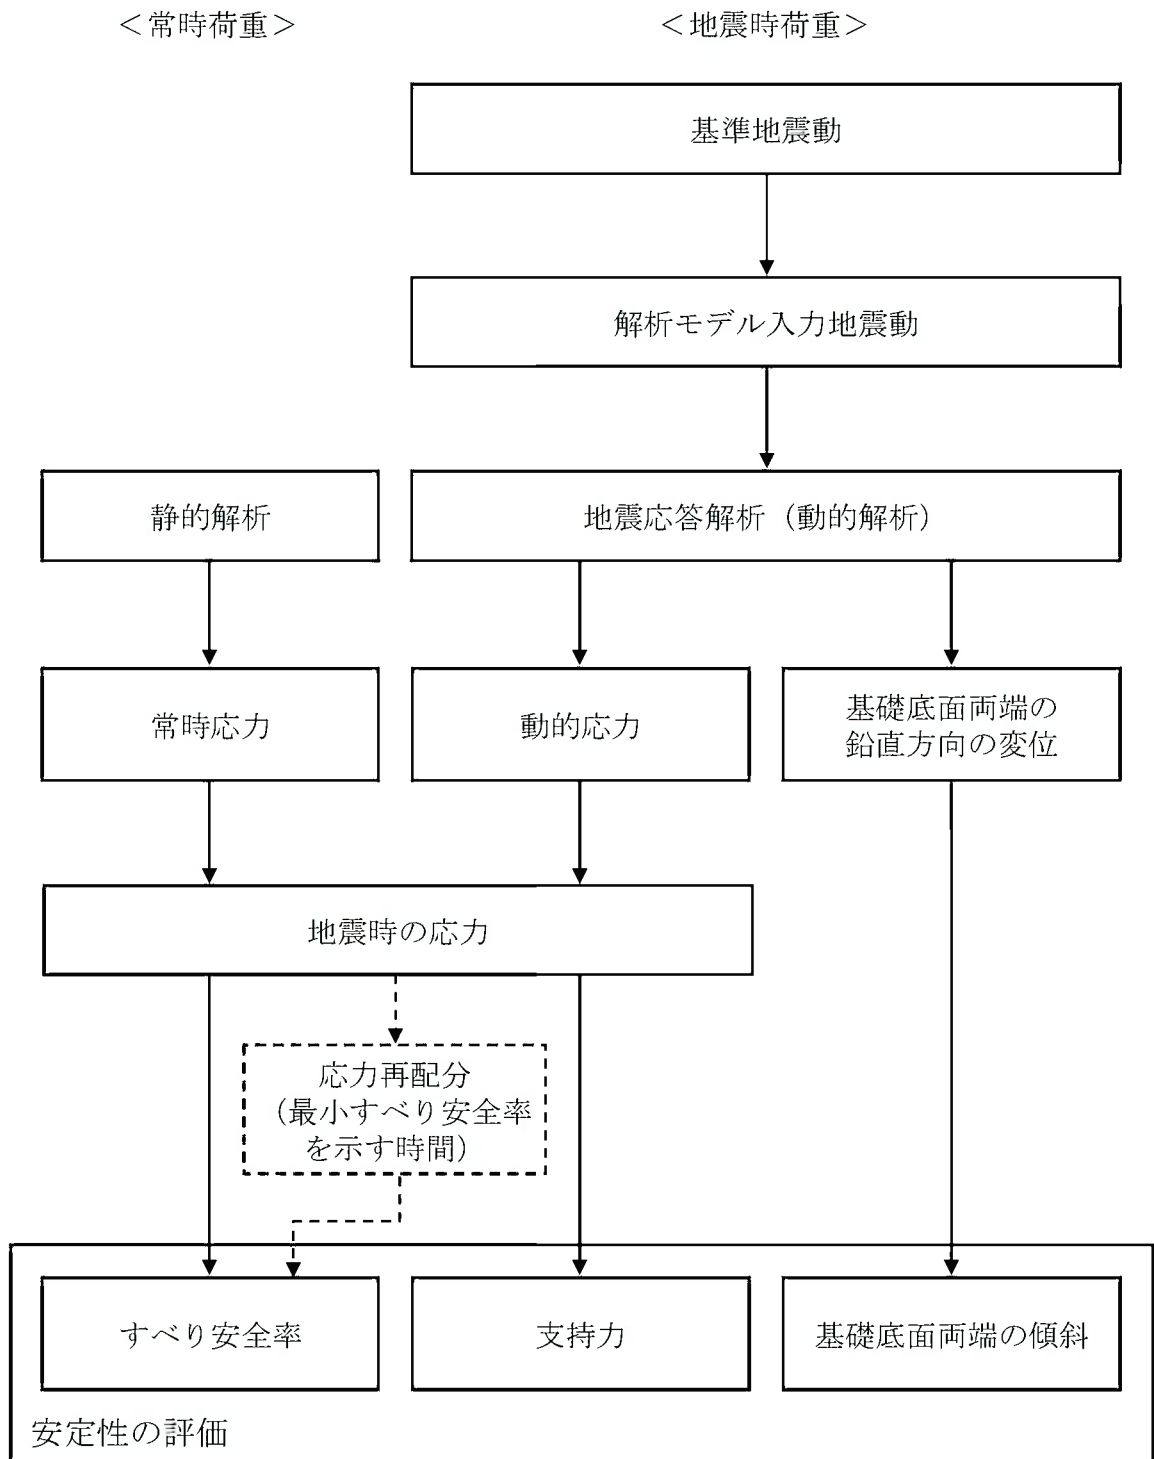 ＜常時荷重＞
＜地震時荷重＞
基準地震動
解析モデル入力地震動
静的解析
地震応答解析（動的解析）
常時応力
動的応力
基礎底面両端の
鉛直方向の変位
地震時の応力
応力再配分
（最小すべり安全率
を示す時間）
すべり安全率
支持力
基礎底面両端の傾斜
安定性の評価